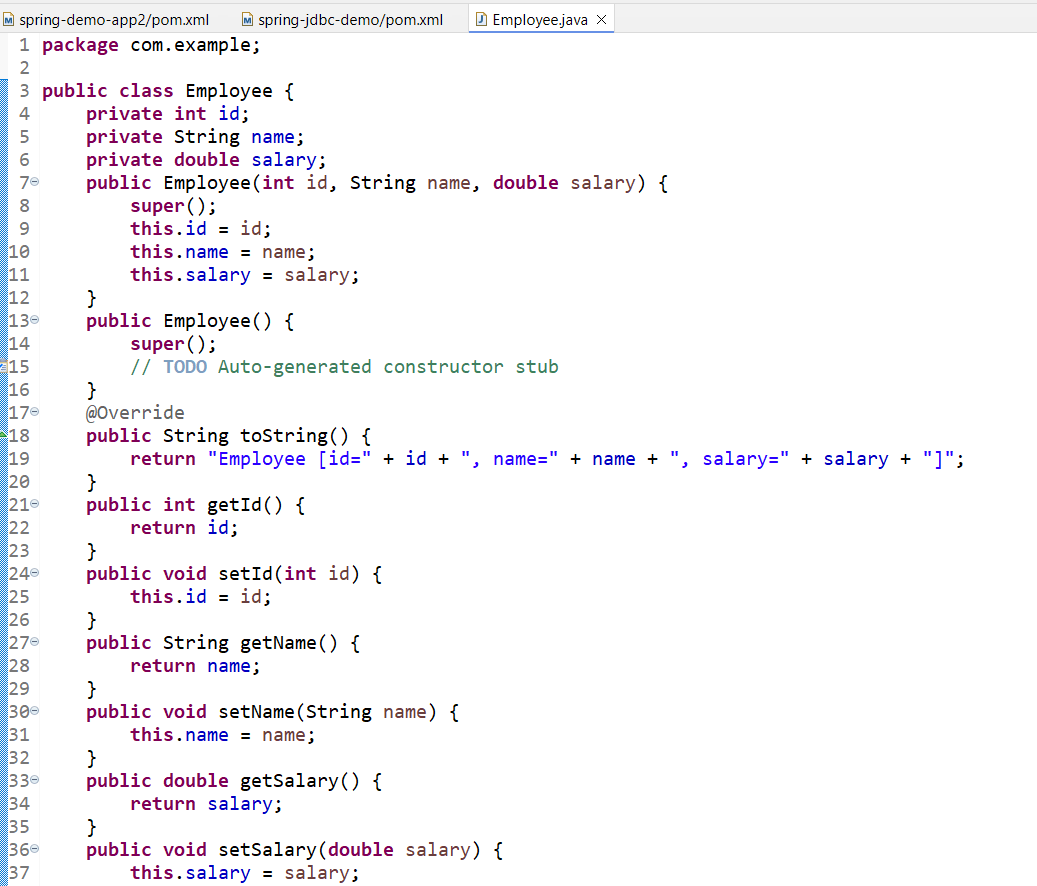 spring-demo-app2/pom.xml spring-jdbc-demo/pom.xml Employee.java
1 package com.example;
2
3 public class Employee {
4     private int id;
5     private String name;
6     private double salary;
7     public Employee(int id, String name, double salary) {
8         super();
9         this.id = id;
10         this.name = name;
11         this.salary = salary;
12     }
13     public Employee() {
14         super();
15         // TODO Auto-generated constructor stub
16     }
17     @Override
18     public String toString() {
19         return "Employee [id=" + id + ", name=" + name + ", salary=" + salary + "]";
20     }
21     public int getId() {
22         return id;
23     }
24     public void setId(int id) {
25         this.id = id;
26     }
27     public String getName() {
28         return name;
29     }
30     public void setName(String name) {
31         this.name = name;
32     }
33     public double getSalary() {
34         return salary;
35     }
36     public void setSalary(double salary) {
37         this.salary = salary;